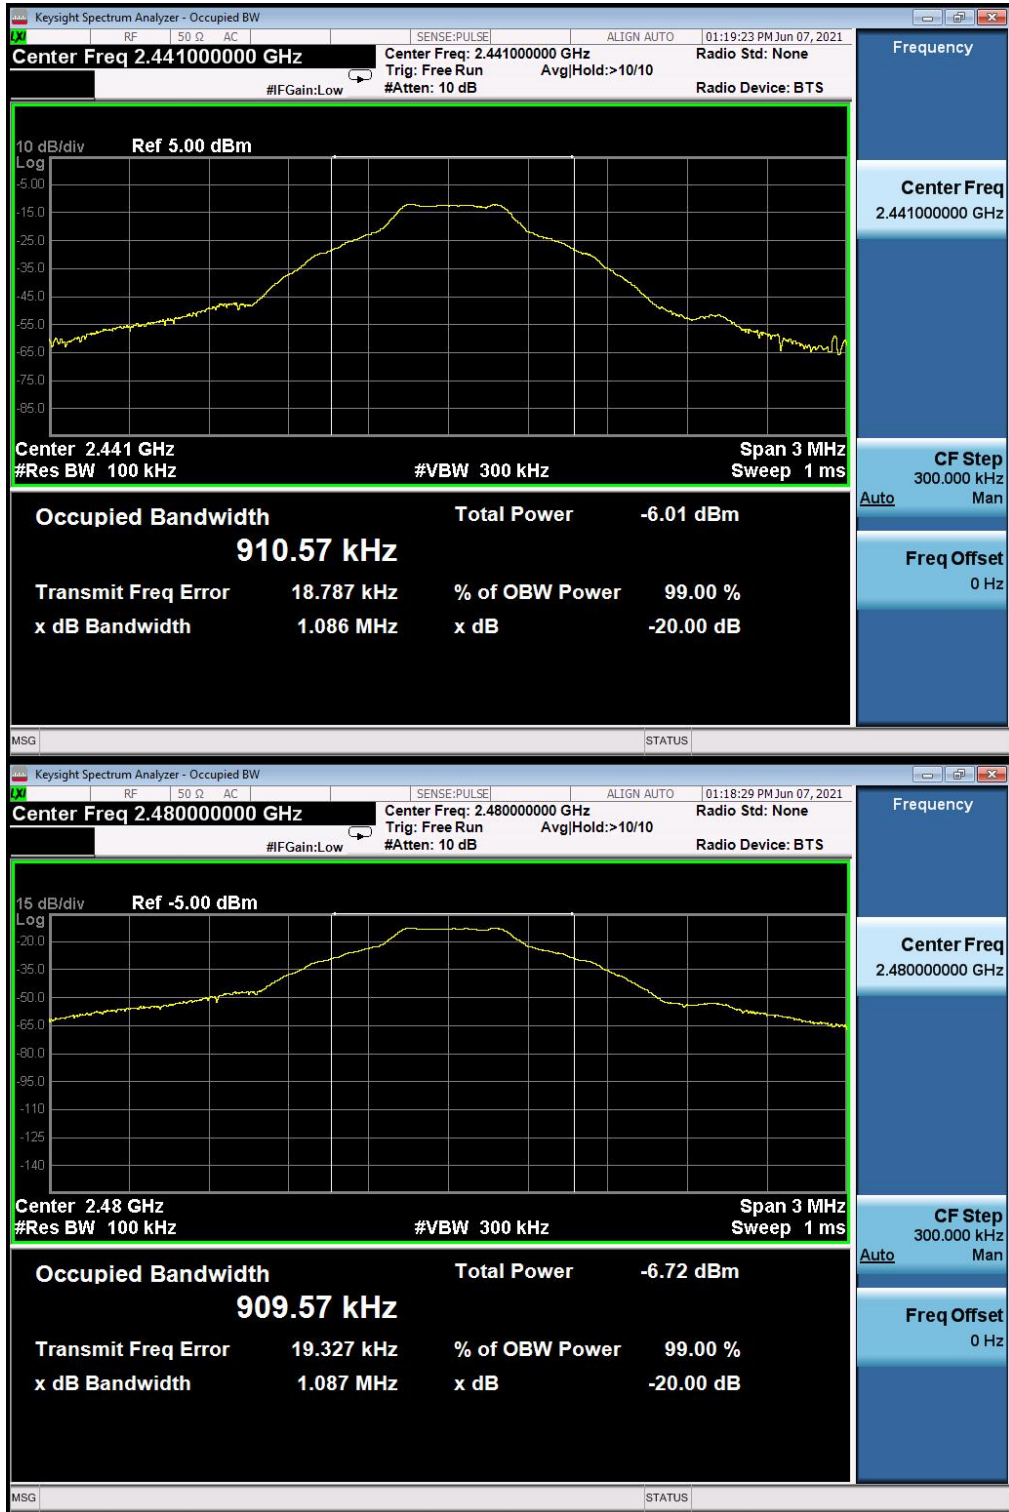 Keysight Spectrum Analyzer - Occupied BW
LXI RF 50 Ω AC SENSE:PULSE ALIGN AUTO 01:19:23 PM Jun 07, 2021
Center Freq 2.441000000 GHz
#IFGain:Low
Center Freq: 2.441000000 GHz
Trig: Free Run Avg|Hold:>10/10
#Atten: 10 dB
Radio Std: None
Radio Device: BTS
Frequency
10 dB/div Ref 5.00 dBm
Log
-5.00
-15.0
-25.0
-35.0
-45.0
-55.0
-65.0
-75.0
-85.0
Center 2.441 GHz Span 3 MHz
#Res BW 100 kHz #VBW 300 kHz Sweep 1 ms
Center Freq
2.441000000 GHz
CF Step
300.000 kHz
Auto Man
Freq Offset
0 Hz
Occupied Bandwidth Total Power -6.01 dBm
910.57 kHz
Transmit Freq Error 18.787 kHz % of OBW Power 99.00 %
x dB Bandwidth 1.086 MHz x dB -20.00 dB
MSG STATUS
Keysight Spectrum Analyzer - Occupied BW
LXI RF 50 Ω AC SENSE:PULSE ALIGN AUTO 01:18:29 PM Jun 07, 2021
Center Freq 2.480000000 GHz
#IFGain:Low
Center Freq: 2.480000000 GHz
Trig: Free Run Avg|Hold:>10/10
#Atten: 10 dB
Radio Std: None
Radio Device: BTS
Frequency
15 dB/div Ref -5.00 dBm
Log
-20.0
-35.0
-50.0
-65.0
-80.0
-95.0
-110
-125
-140
Center 2.48 GHz Span 3 MHz
#Res BW 100 kHz #VBW 300 kHz Sweep 1 ms
Center Freq
2.480000000 GHz
CF Step
300.000 kHz
Auto Man
Freq Offset
0 Hz
Occupied Bandwidth Total Power -6.72 dBm
909.57 kHz
Transmit Freq Error 19.327 kHz % of OBW Power 99.00 %
x dB Bandwidth 1.087 MHz x dB -20.00 dB
MSG STATUS